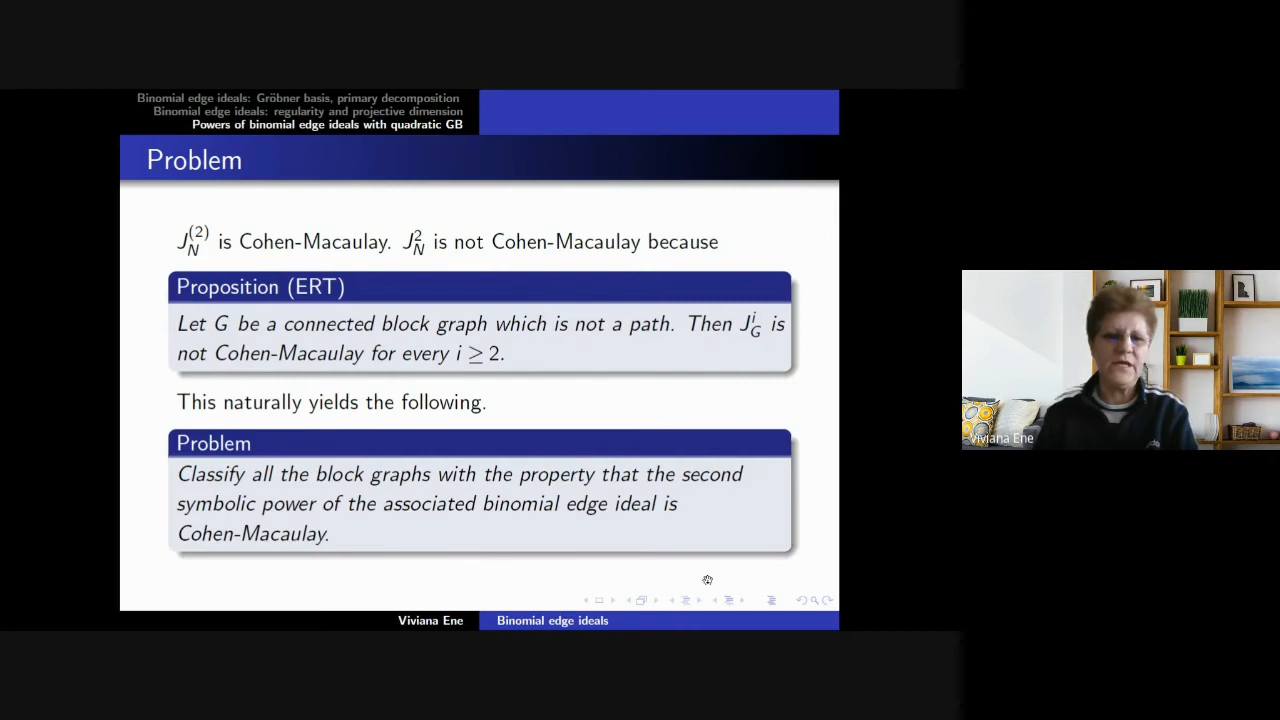 Binomial edge ideals: Gröbner basis, primary decomposition
Binomial edge ideals: regularity and projective dimension
Powers of binomial edge ideals with quadratic GB
Problem
J_N^{(2)} is Cohen-Macaulay. J_N^2 is not Cohen-Macaulay because
Proposition (ERT)
Let G be a connected block graph which is not a path. Then J_G^i is
not Cohen-Macaulay for every i ≥ 2.
This naturally yields the following.
Problem
Classify all the block graphs with the property that the second
symbolic power of the associated binomial edge ideal is
Cohen-Macaulay.
Viviana Ene
Binomial edge ideals
Viviana Ene